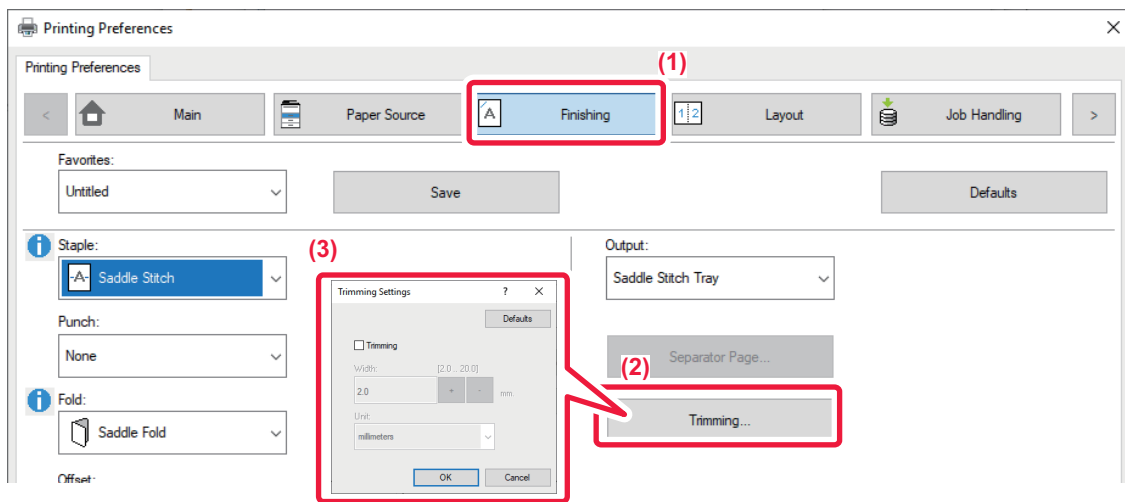 Printing Preferences
Printing Preferences
(1)
<
Main
Paper Source
A
Finishing
1 2
Layout
Job Handling
>
Favorites:
Untitled
Save
Defaults
i
Staple:
-A-
Saddle Stitch
Punch:
None
i
Fold:
Saddle Fold
Offset:
(3)
Trimming Settings
?
Defaults
Trimming
Width:
[2.0 .. 20.0]
2.0
+
-
mm
Unit:
millimeters
OK
Cancel
Output:
Saddle Stitch Tray
Separator Page...
(2)
Trimming...